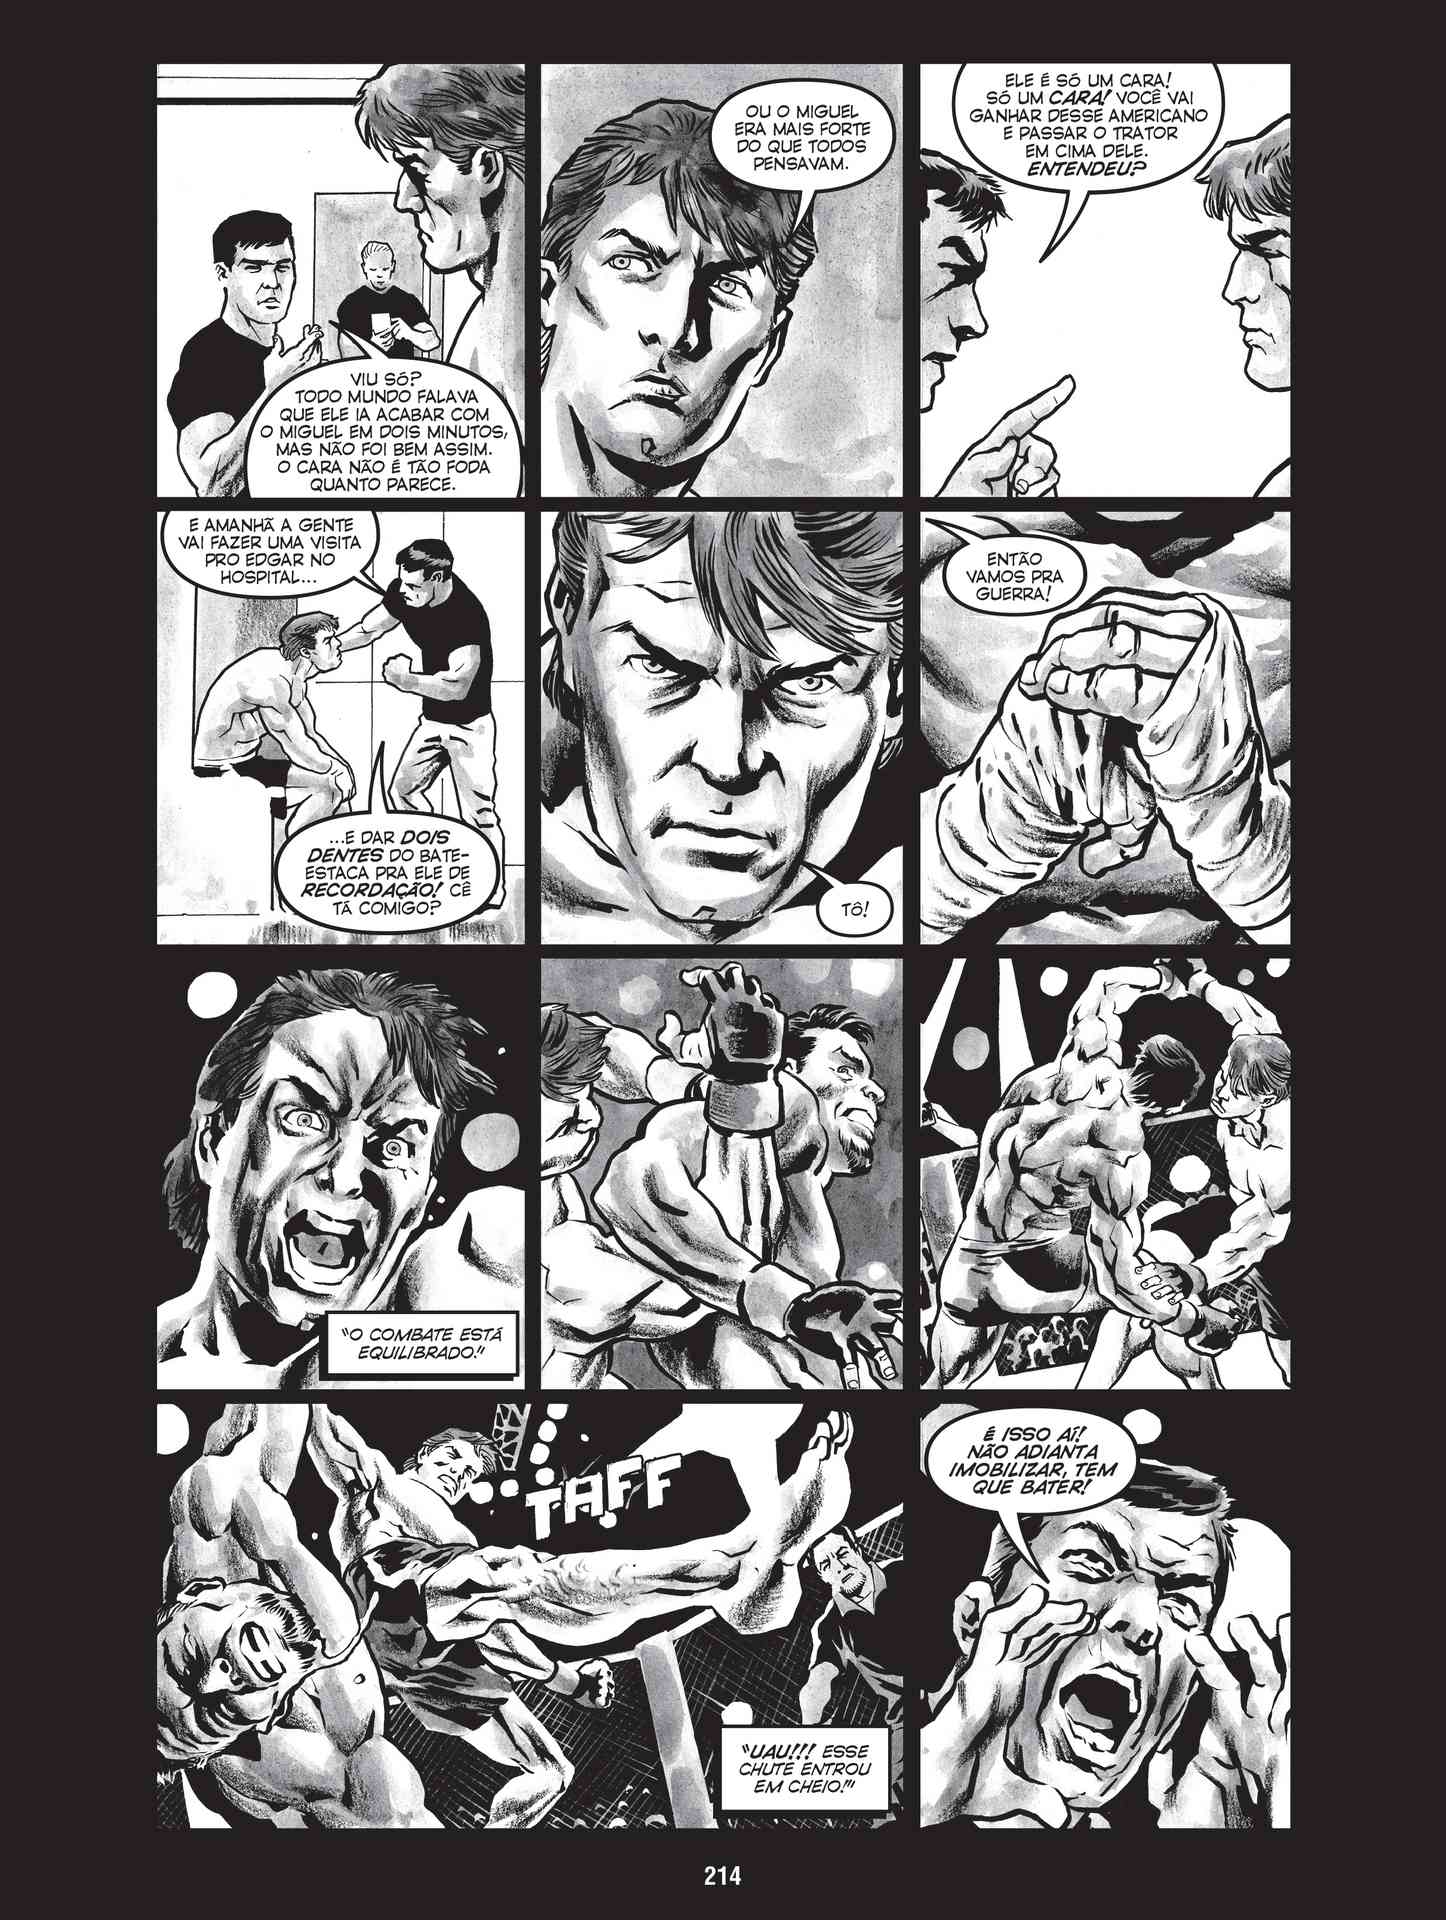 VIU SÓ?
TODO MUNDO FALAVA
QUE ELE IA ACABAR COM
O MIGUEL EM DOIS MINUTOS,
MAS NÃO FOI BEM ASSIM.
O CARA NÃO É TÃO FODA
QUANTO PARECE.
OU O MIGUEL
ERA MAIS FORTE
DO QUE TODOS
PENSAVAM.
ELE É SÓ UM CARA!
SÓ UM CARA! VOCÊ VAI
GANHAR DESSE AMERICANO
E PASSAR O TRATOR
EM CIMA DELE.
ENTENDEU?
E AMANHÃ A GENTE
VAI FAZER UMA VISITA
PRO EDGAR NO
HOSPITAL...
...E DAR DOIS
DENTES DO BATE-
ESTACA PRA ELE DE
RECORDAÇÃO! CÊ
TÁ COMIGO?
TÔ!
ENTÃO
VAMOS PRA
GUERRA!
"O COMBATE ESTÁ
EQUILIBRADO."
TAFF
"UAU!!! ESSE
CHUTE ENTROU
EM CHEIO!"
É ISSO AÍ!
NÃO ADIANTA
IMOBILIZAR, TEM
QUE BATER!
214